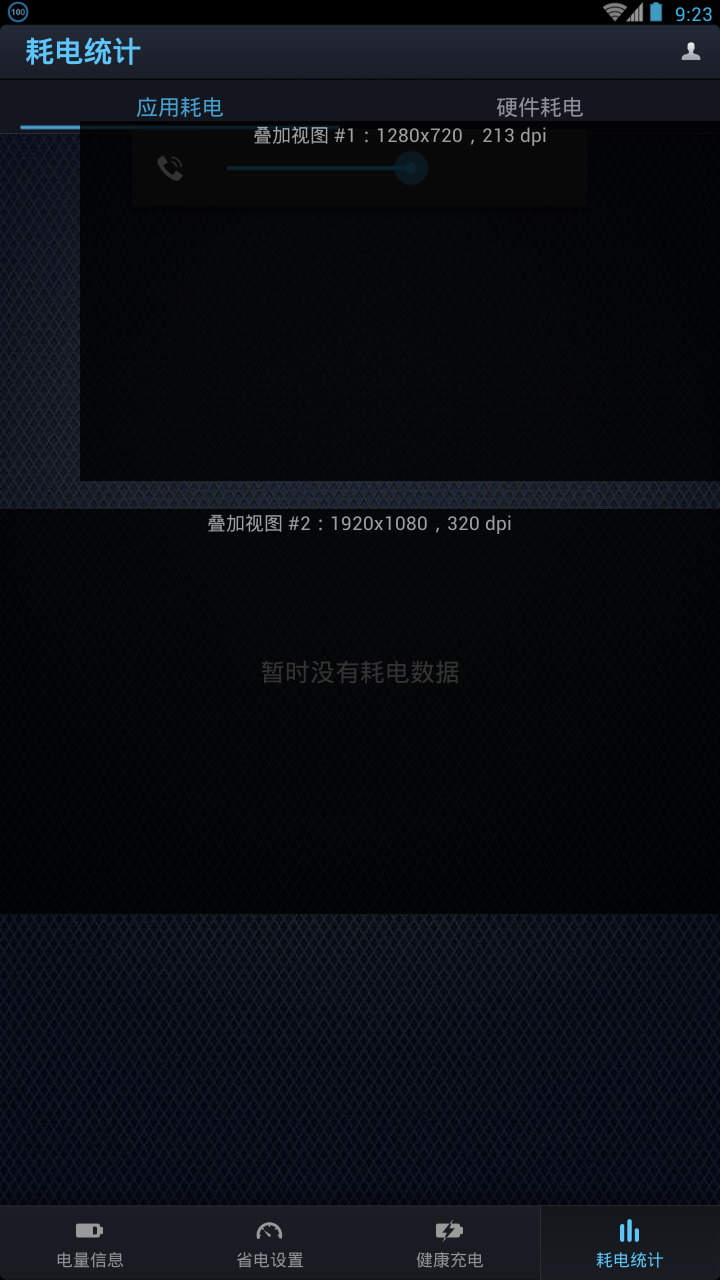 100
9:23
耗电统计
应用耗电
硬件耗电
叠加视图 #1：1280x720，213 dpi
叠加视图 #2：1920x1080，320 dpi
暂时没有耗电数据
电量信息
省电设置
健康充电
耗电统计